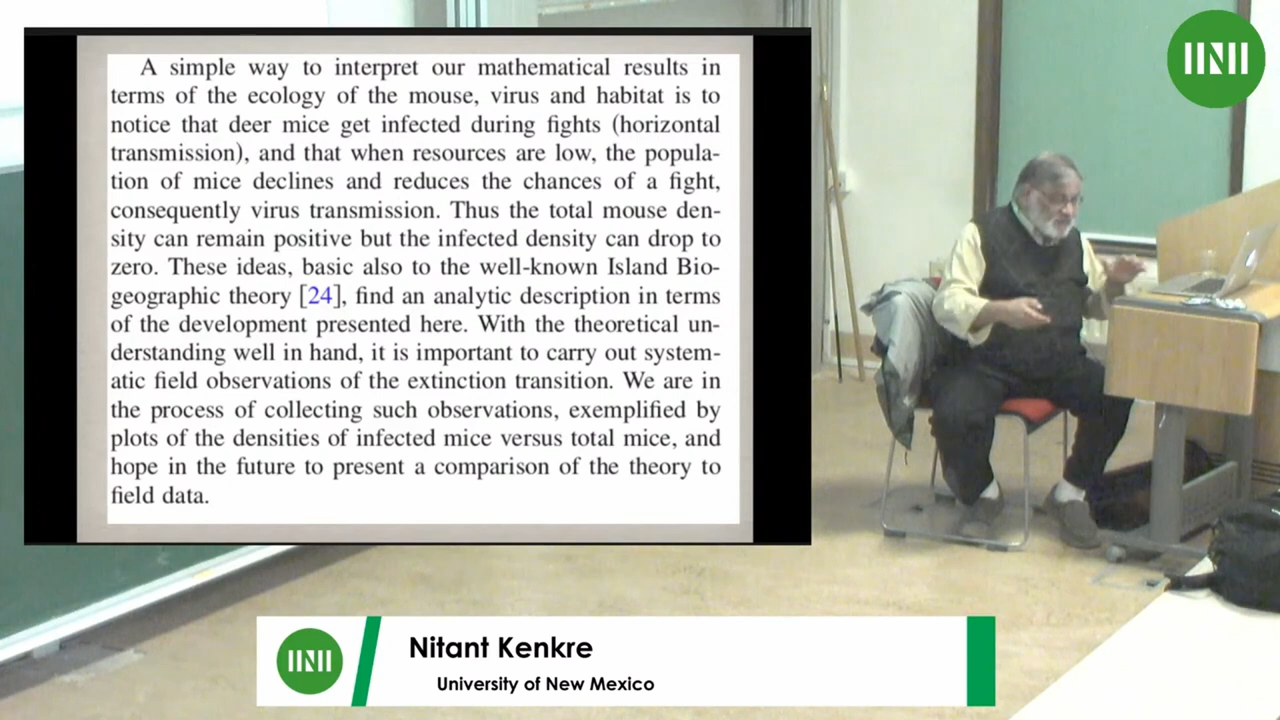 A simple way to interpret our mathematical results in
terms of the ecology of the mouse, virus and habitat is to
notice that deer mice get infected during fights (horizontal
transmission), and that when resources are low, the popula-
tion of mice declines and reduces the chances of a fight,
consequently virus transmission. Thus the total mouse den-
sity can remain positive but the infected density can drop to
zero. These ideas, basic also to the well-known Island Bio-
geographic theory [24], find an analytic description in terms
of the development presented here. With the theoretical un-
derstanding well in hand, it is important to carry out system-
atic field observations of the extinction transition. We are in
the process of collecting such observations, exemplified by
plots of the densities of infected mice versus total mice, and
hope in the future to present a comparison of the theory to
field data.
Nitant Kenkre
University of New Mexico